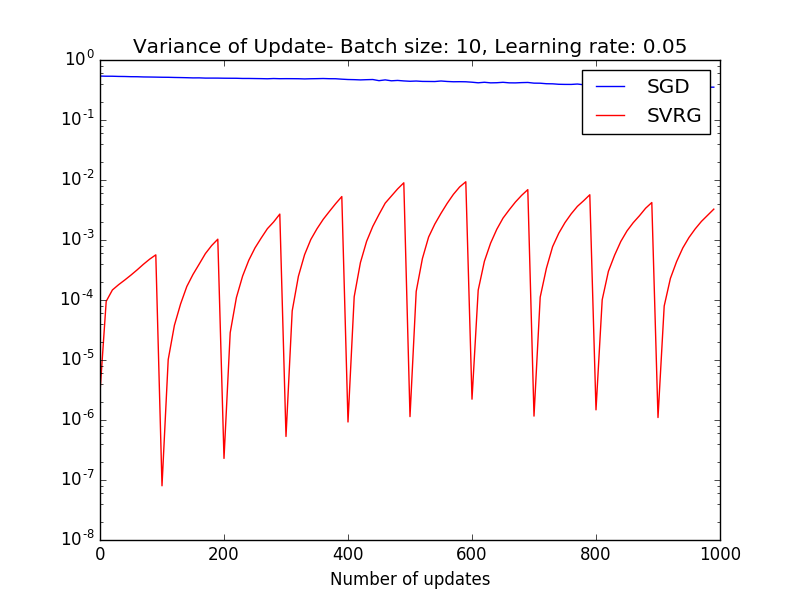 Variance of Update- Batch size: 10, Learning rate: 0.05
10^0
10^-1
10^-2
10^-3
10^-4
10^-5
10^-6
10^-7
10^-8
SGD
SVRG
0 200 400 600 800 1000
Number of updates